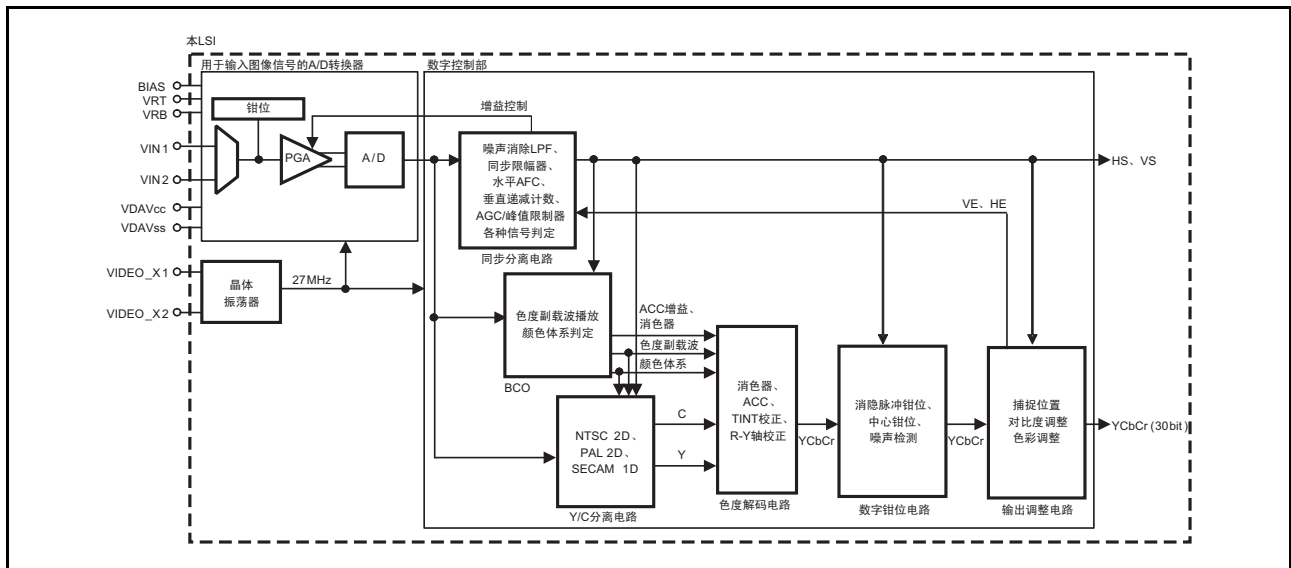 本LSI
用于输入图像信号的A/D转换器
数字控制部
BIAS
VRT
VRB
VIN1
VIN2
VDAVcc
VDAVss
VIDEO_X1
VIDEO_X2
钳位
PGA
A/D
增益控制
噪声消除LPF、
同步限幅器、
水平AFC、
垂直递减计数、
AGC/峰值限制器
各种信号判定
同步分离电路
HS、VS
VE、HE
晶体
振荡器
27MHz
色度副载波播放
颜色体系判定
BCO
ACC增益、
消色器
色度副载波
颜色体系
NTSC 2D、
PAL 2D、
SECAM 1D
Y/C分离电路
C
Y
消色器、
ACC、
TINT校正、
R-Y轴校正
色度解码电路
YCbCr
消隐脉冲钳位、
中心钳位、
噪声检测
数字钳位电路
YCbCr
捕捉位置
对比度调整
色彩调整
输出调整电路
YCbCr (30bit)